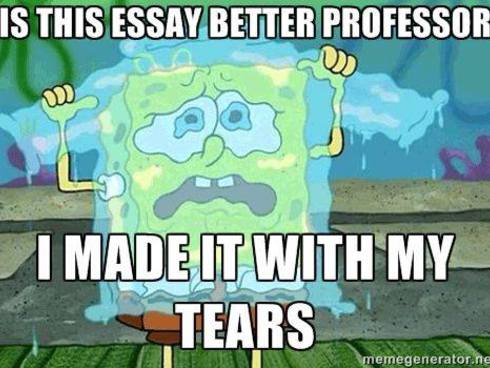 IS THIS ESSAY BETTER PROFESSOR
I MADE IT WITH MY
TEARS
memegenerator.ne